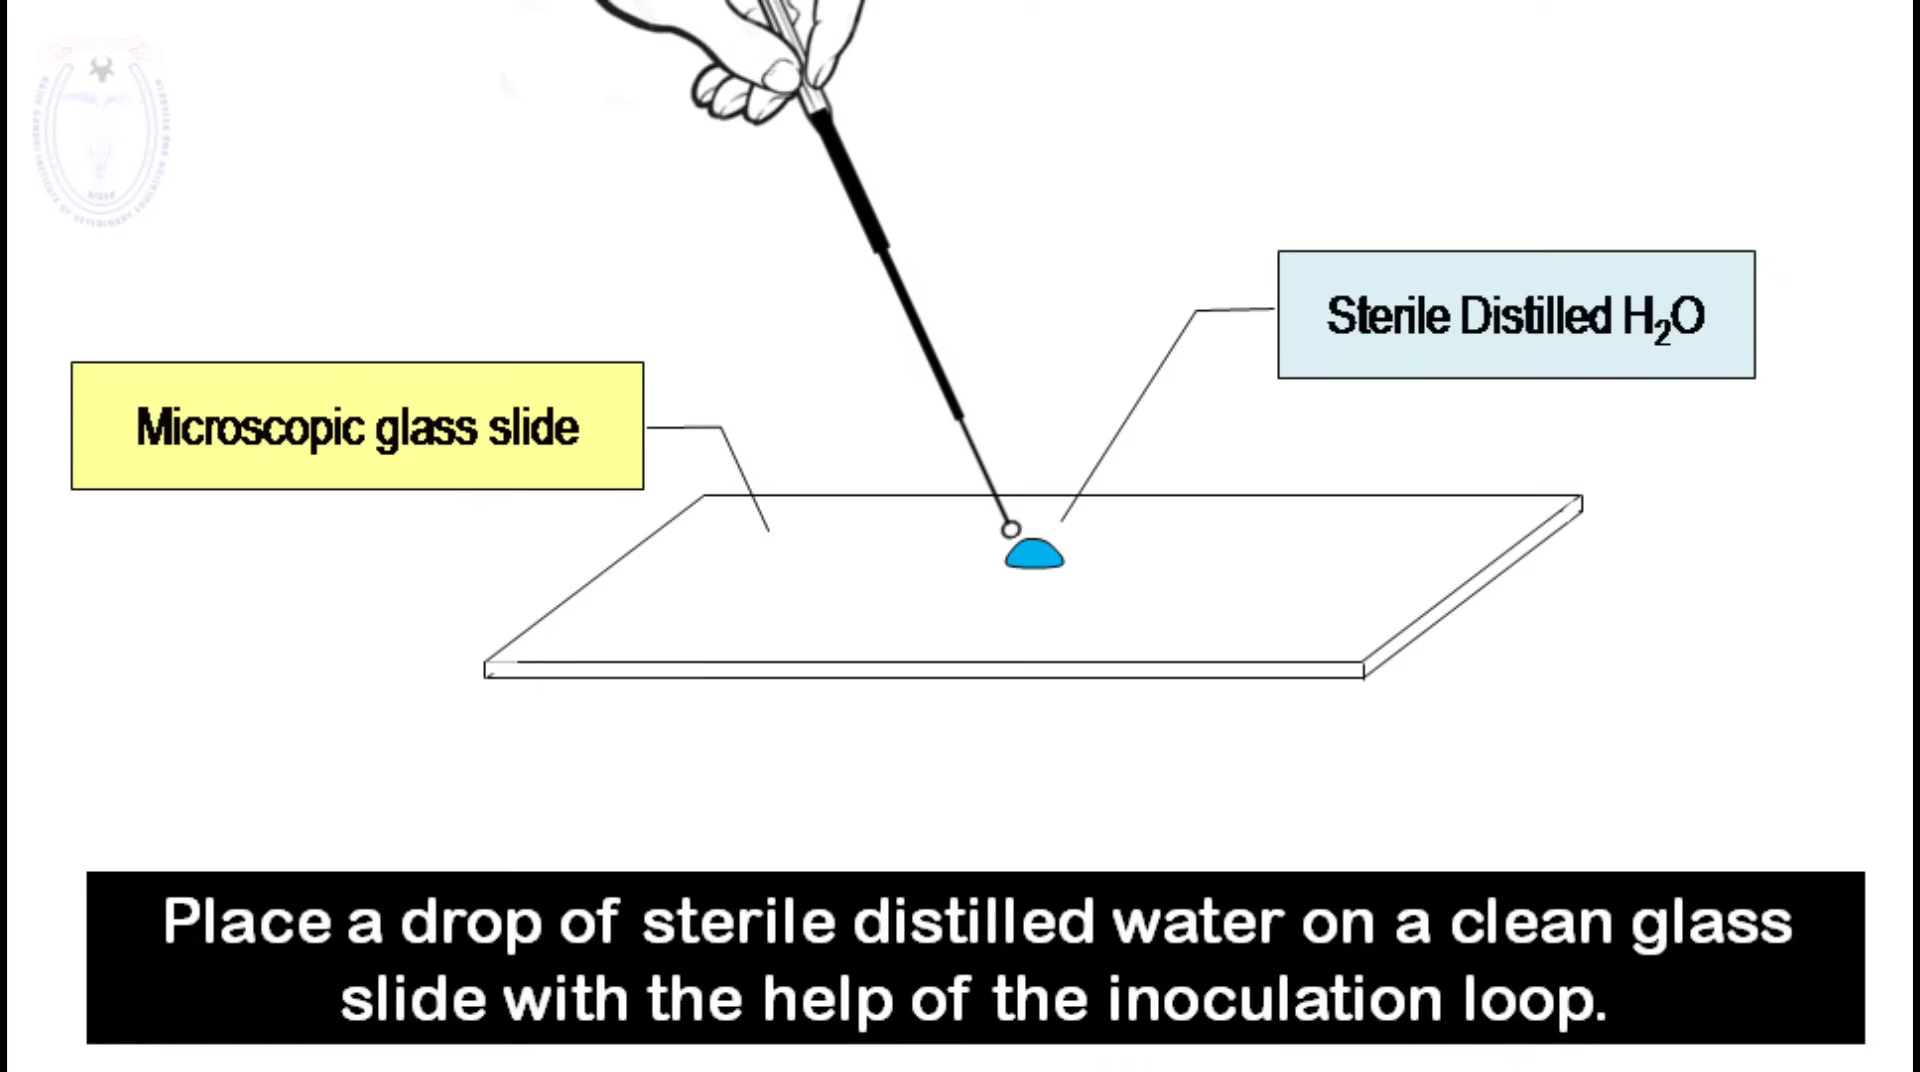 Sterile Distilled H₂O
Microscopic glass slide
Place a drop of sterile distilled water on a clean glass
slide with the help of the inoculation loop.